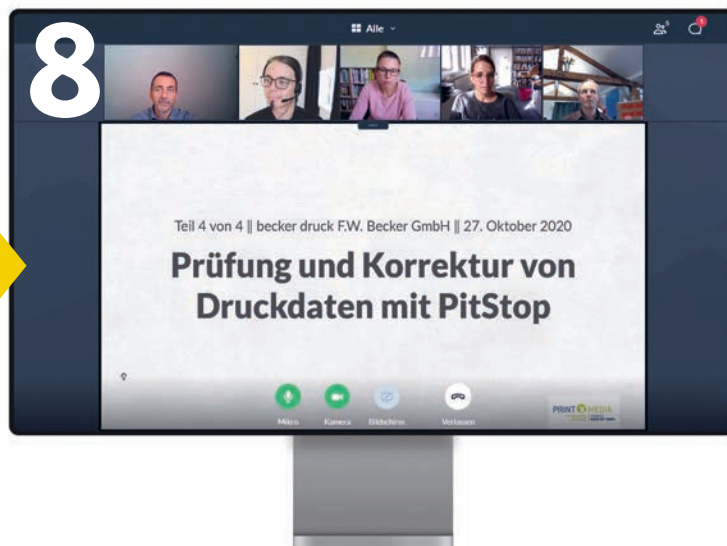 8
Alle
5
Teil 4 von 4 || becker druck F.W. Becker GmbH || 27. Oktober 2020
Prüfung und Korrektur von
Druckdaten mit PitStop
Mikro
Kamera
Bildschirm
Verlassen
PRINT MEDIA